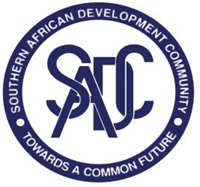 SOUTHERN AFRICAN DEVELOPMENT COMMUNITY
SADC
TOWARDS A COMMON FUTURE